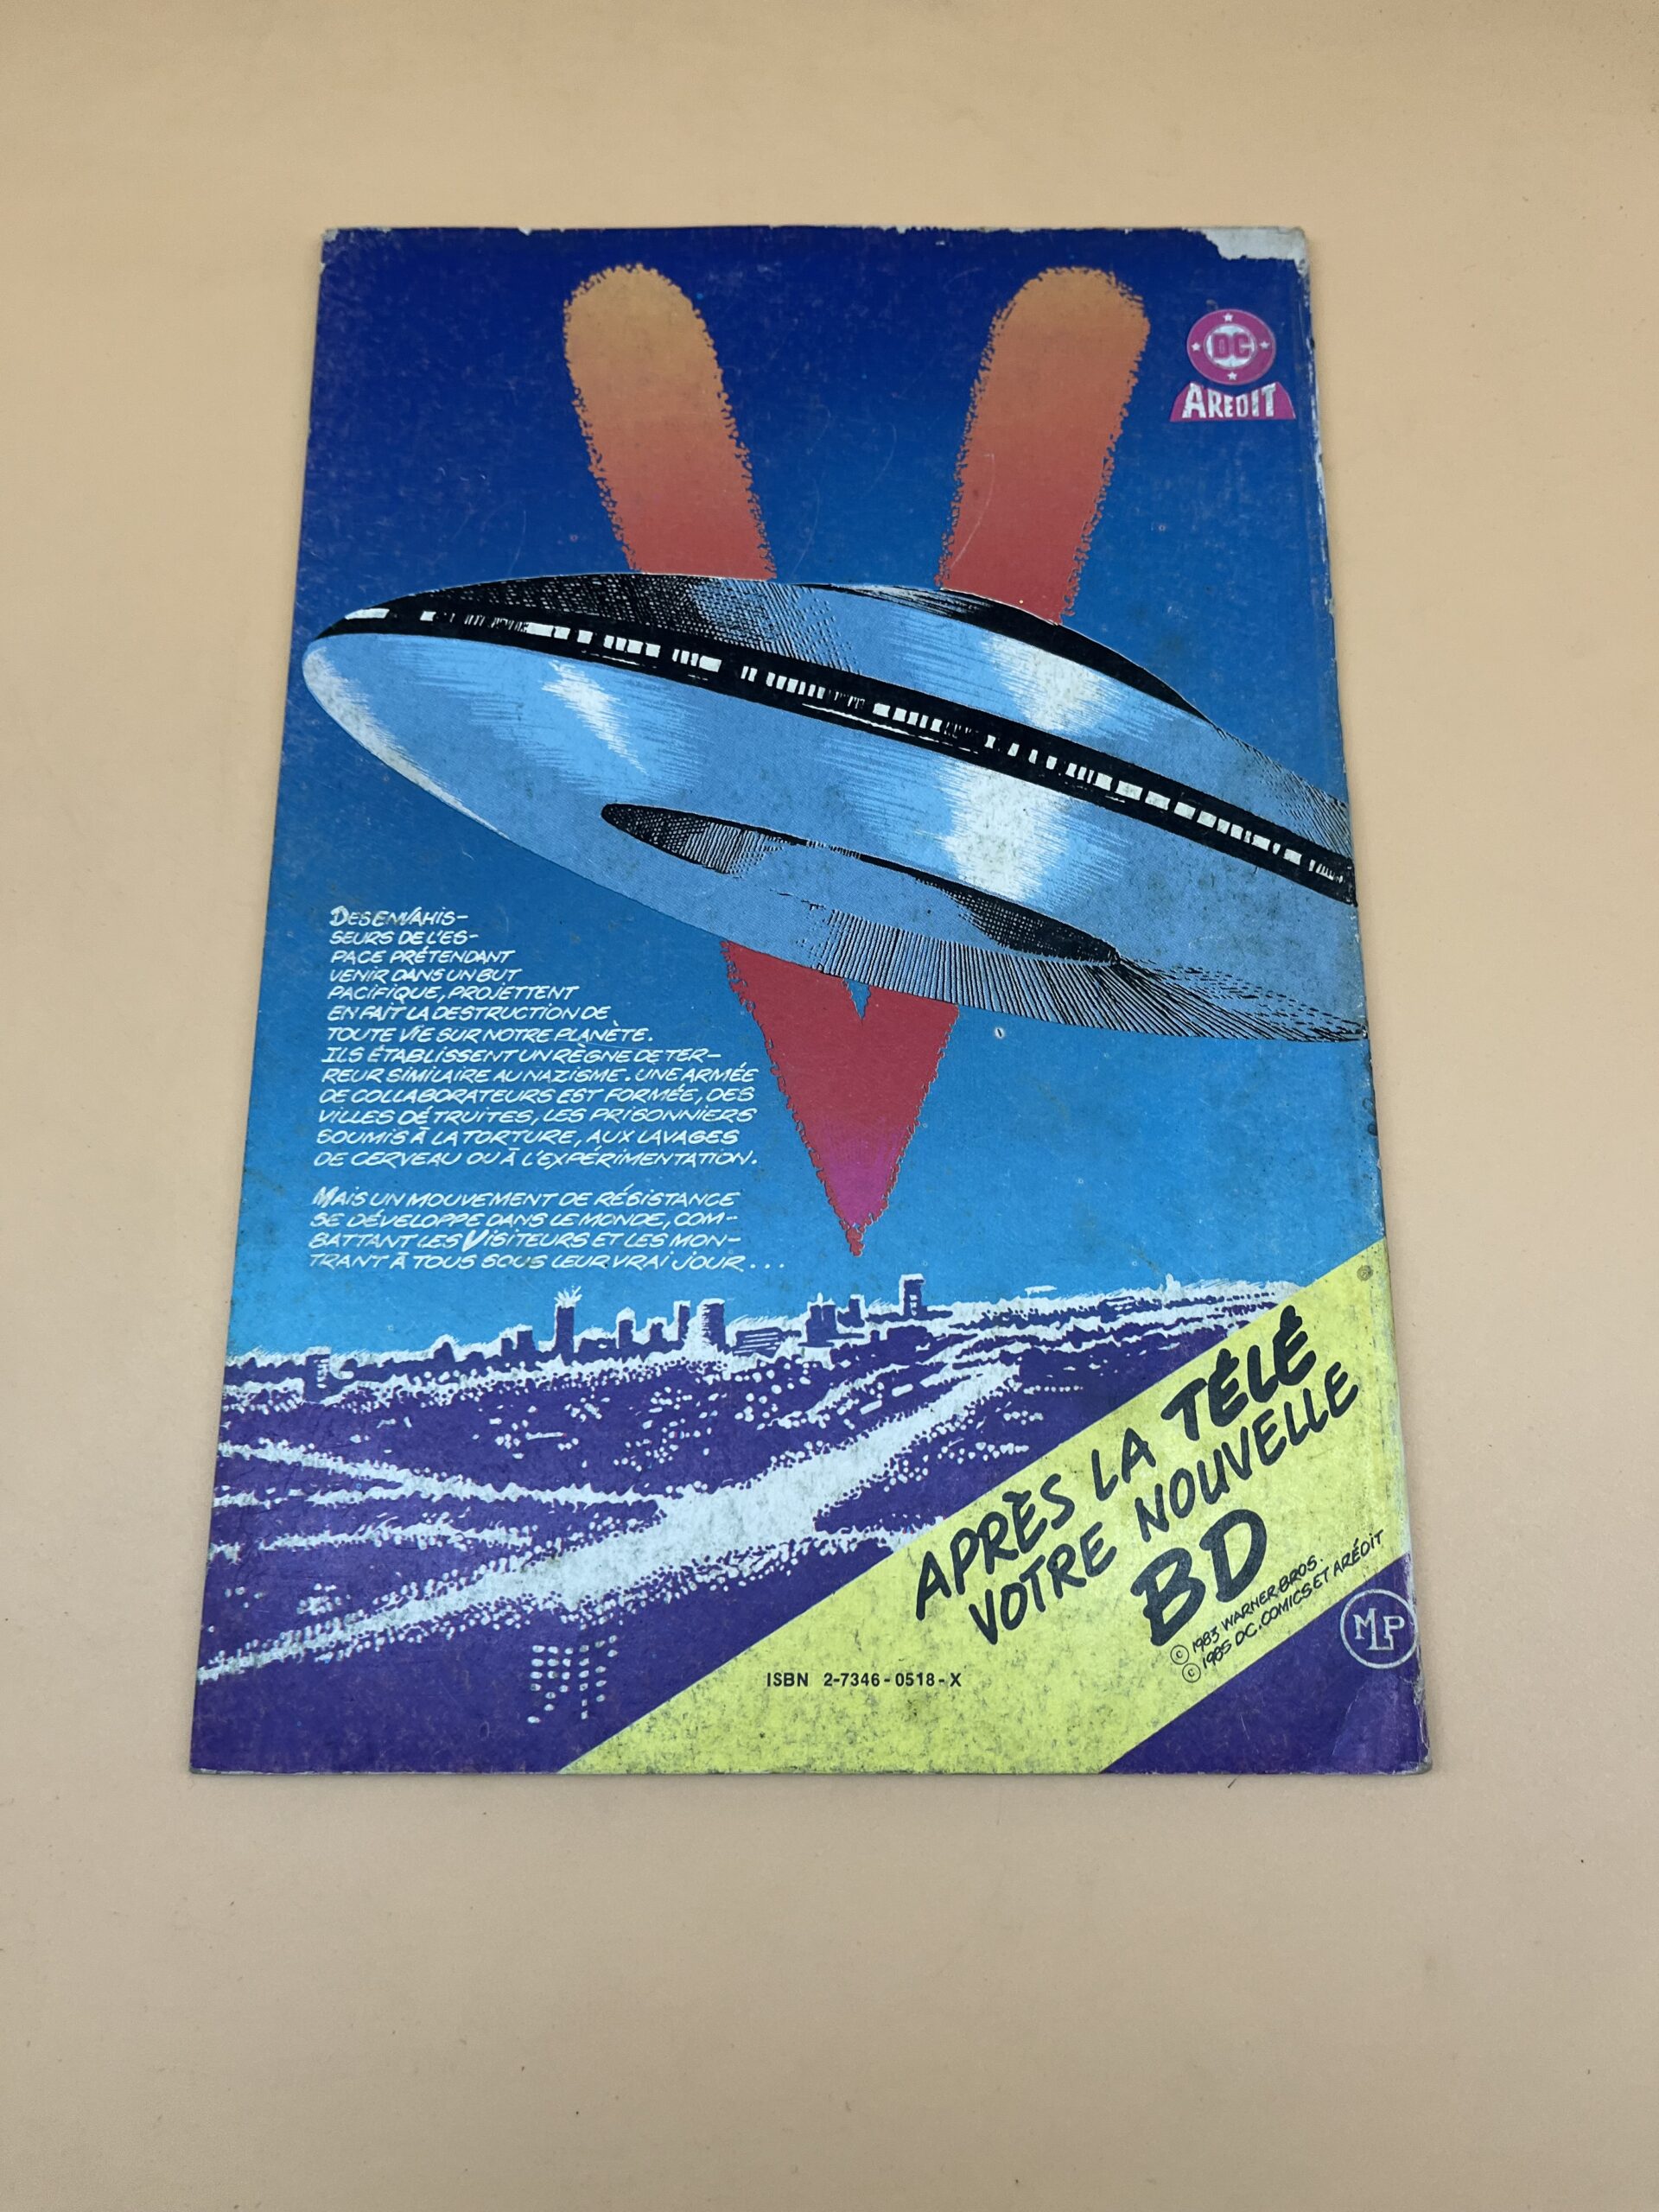 DC
ARÉDIT
DES ENVAHIS-
SEURS DE L'ES-
PACE PRÉTENDANT
VENIR DANS UN BUT
PACIFIQUE, PROJETTENT
EN FAIT LA DESTRUCTION DE
TOUTE VIE SUR NOTRE PLANÈTE.
ILS ÉTABLISSENT UN RÈGNE DE TER-
REUR SIMILAIRE AU NAZISME. UNE ARMÉE
DE COLLABORATEURS EST FORMÉE, DES
VILLES DÉTRUITES, LES PRISONNIERS
SOUMIS À LA TORTURE, AUX LAVAGES
DE CERVEAU OU À L'EXPÉRIMENTATION.
MAIS UN MOUVEMENT DE RÉSISTANCE
SE DÉVELOPPE DANS LE MONDE, COM-
BATTANT LES VISITEURS ET LES MON-
TRANT À TOUS SOUS LEUR VRAI JOUR...
APRÈS LA TÉLÉ
VOTRE NOUVELLE
BD
© 1983 WARNER BROS.
© 1985 DC. COMICS ET ARÉDIT
MLP
ISBN 2-7346-0518-X